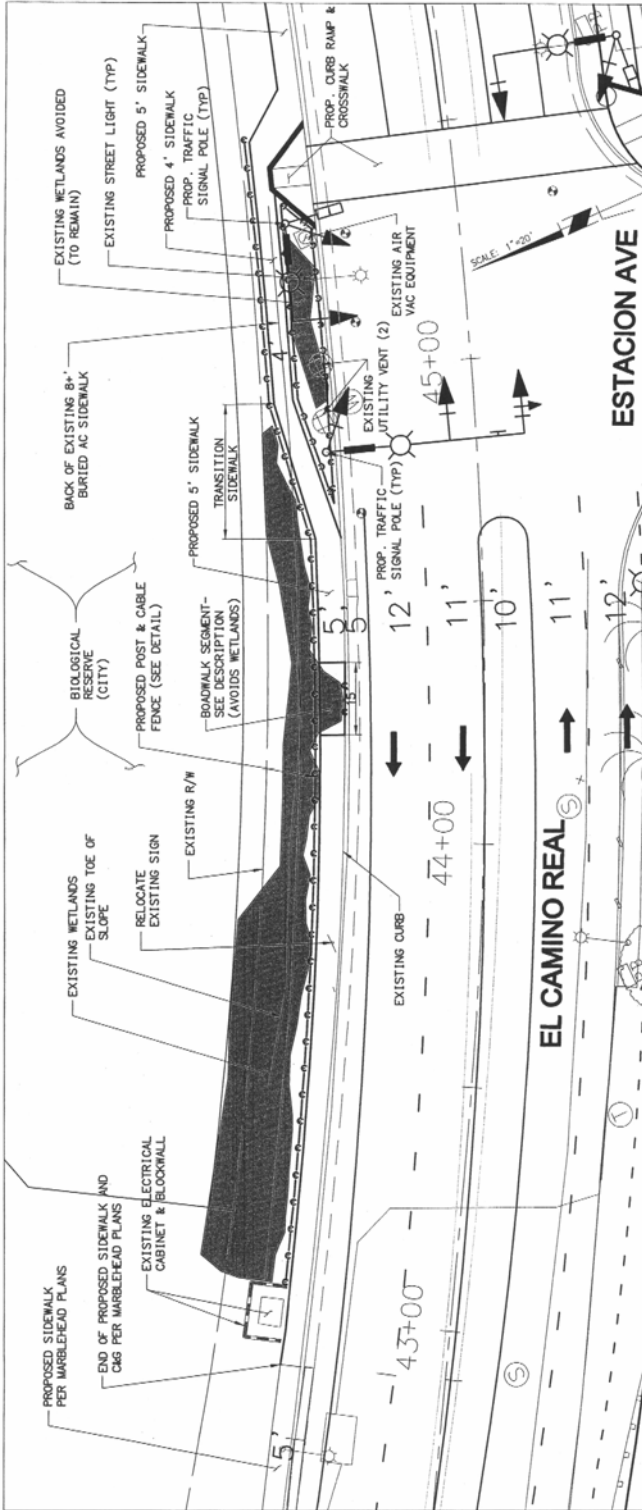 PROPOSED SIDEWALK
PER MARBLEHEAD PLANS
END OF PROPOSED SIDEWALK AND
C&G PER MARBLEHEAD PLANS
EXISTING ELECTRICAL
CABINET & BLOCKWALL
EXISTING WETLANDS
EXISTING TOE OF
SLOPE
RELOCATE
EXISTING SIGN
EXISTING R/W
BIOLOGICAL
RESERVE
(CITY)
PROPOSED POST & CABLE
FENCE (SEE DETAIL)
BOADWALK SEGMENT-
SEE DESCRIPTION
(AVOIDS WETLANDS)
PROPOSED 5' SIDEWALK
TRANSITION
SIDEWALK
BACK OF EXISTING 8+'
BURIED AC SIDEWALK
EXISTING WETLANDS AVOIDED
(TO REMAIN)
EXISTING STREET LIGHT (TYP)
PROPOSED 5' SIDEWALK
PROPOSED 4' SIDEWALK
PROP. TRAFFIC
SIGNAL POLE (TYP)
PROP. CURB RAMP &
CROSSWALK
4'
15'
5'
EXISTING CURB
5'
5'
12'
11'
10'
11'
12'
PROP. TRAFFIC
SIGNAL POLE (TYP)
EXISTING
UTILITY VENT (2)
EXISTING AIR
VAC EQUIPMENT
SCALE: 1"=20'
43+00
44+00
45+00
EL CAMINO REAL
ESTACION AVE
S
S
T